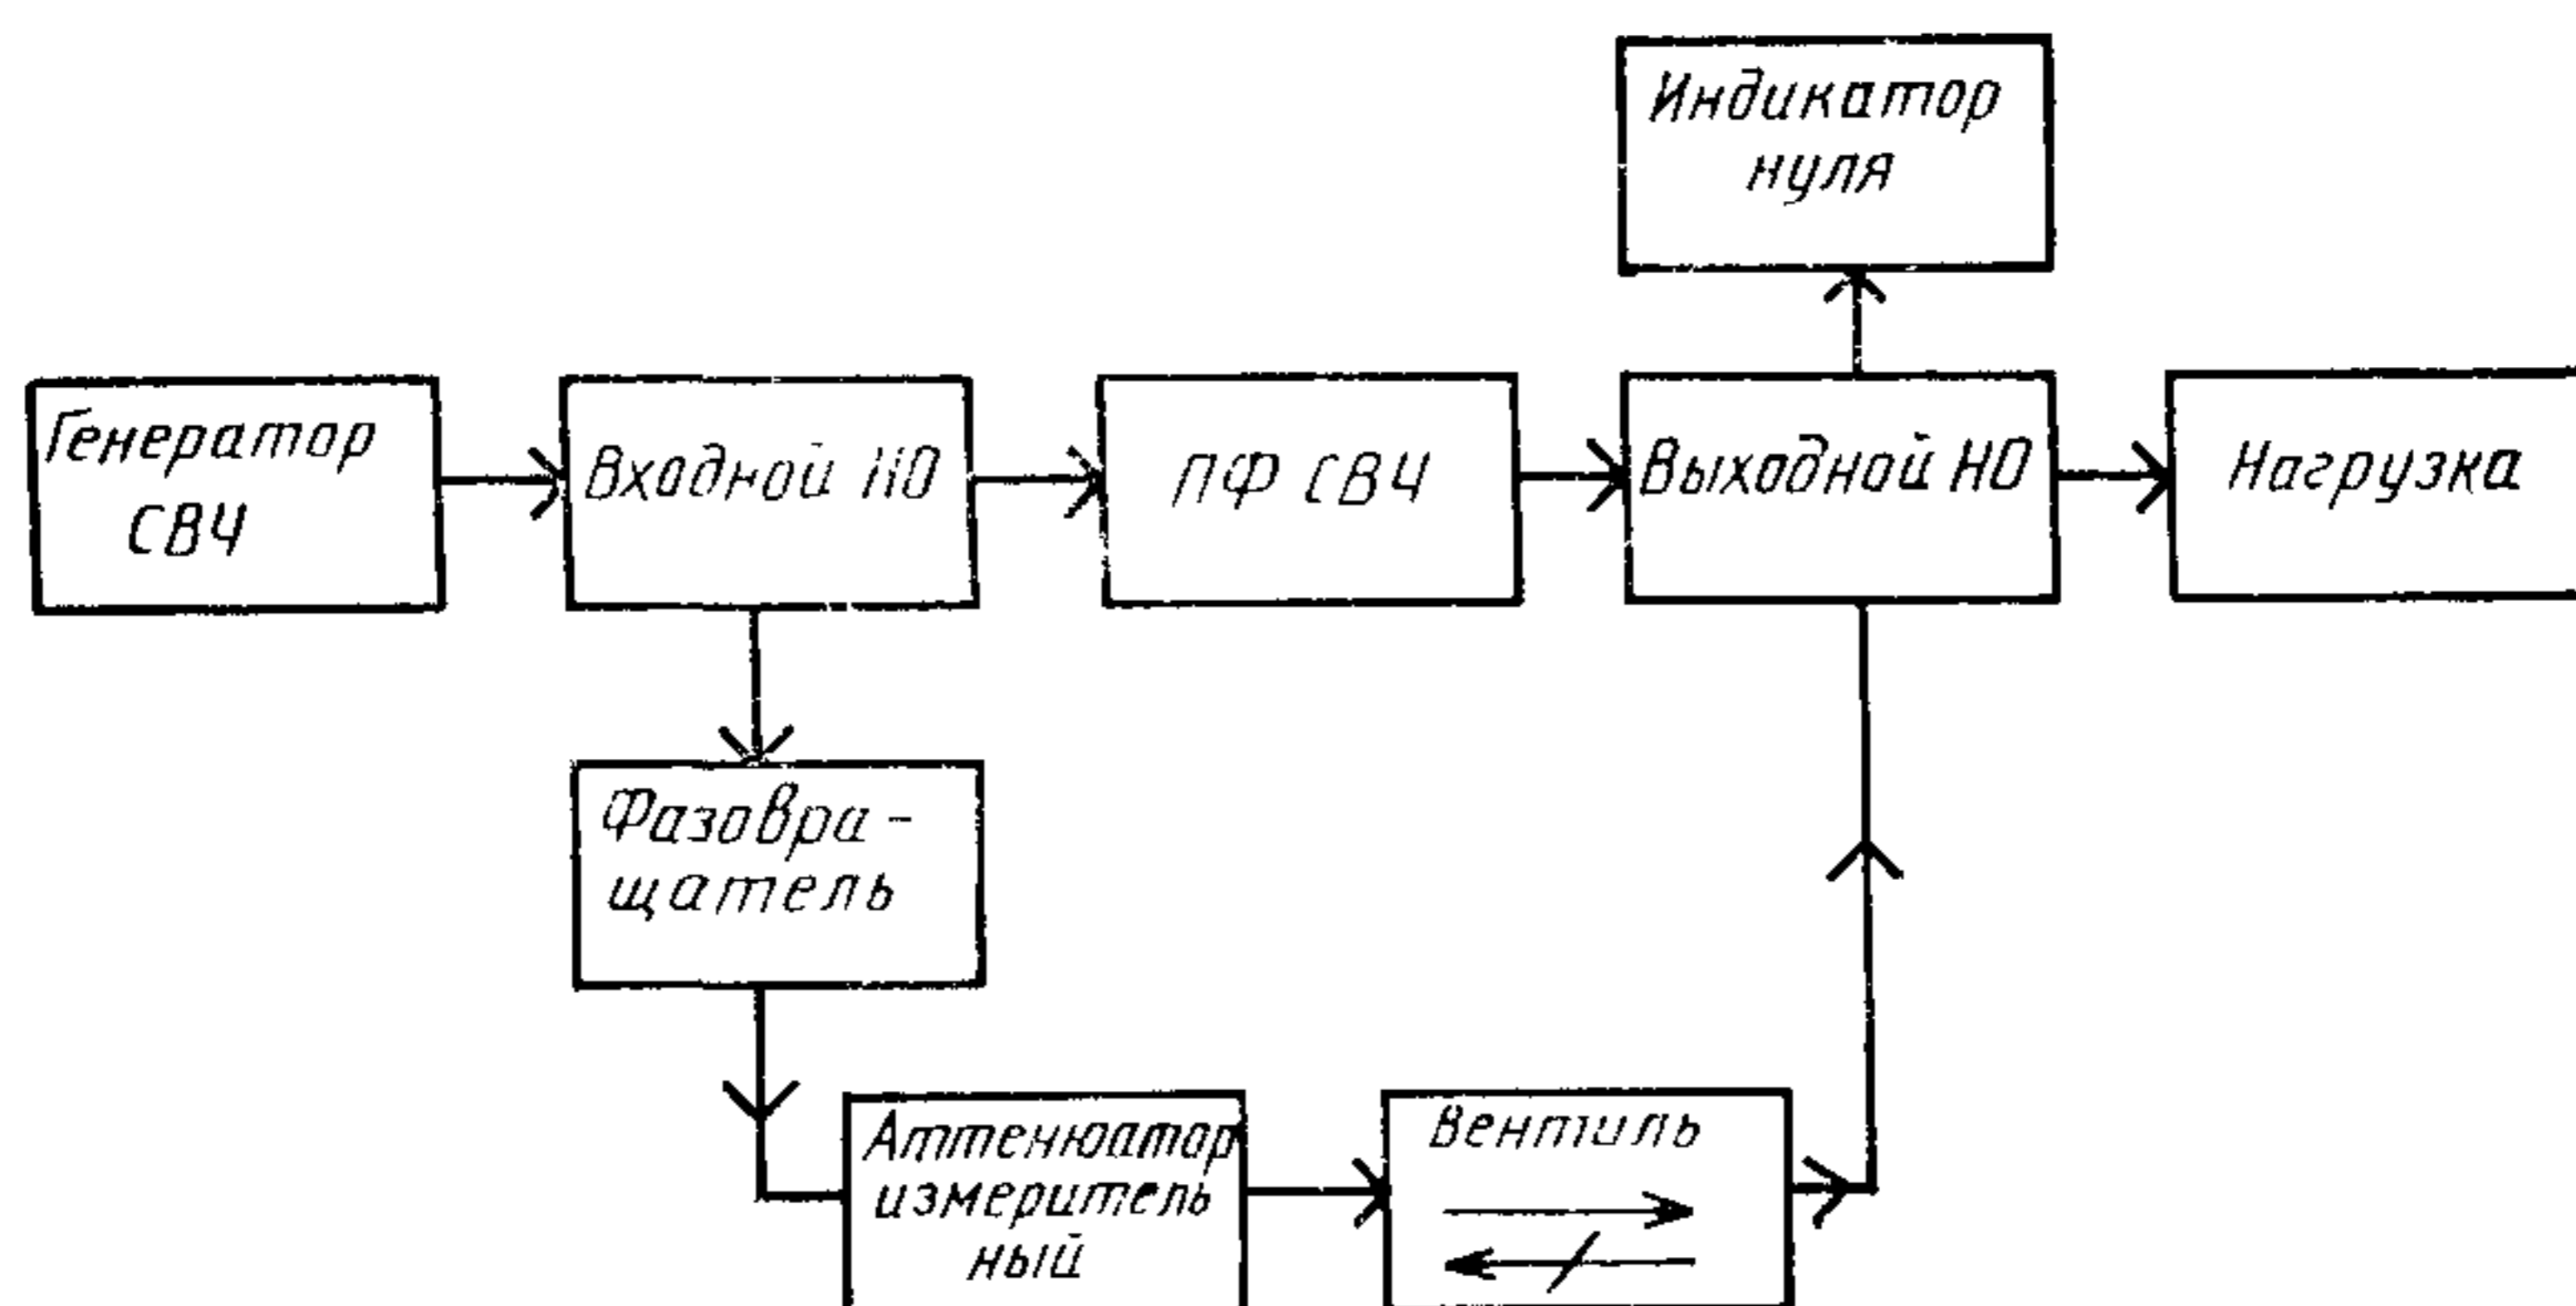 Индикатор
нуля
Генератор
СВЧ
Входной НО
ПФ СВЧ
Выходной НО
Нагрузка
Фазовра-
щатель
Аттенюатор
измеритель
ный
Вентиль